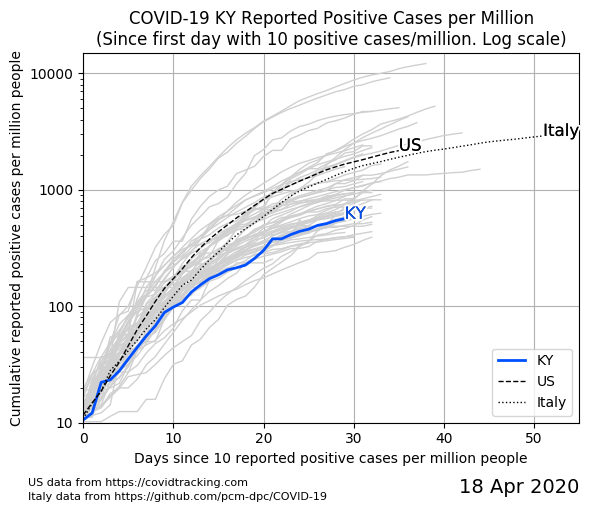 COVID-19 KY Reported Positive Cases per Million
(Since first day with 10 positive cases/million. Log scale)
Cumulative reported positive cases per million people
10000
1000
100
10
US
Italy
KY
KY
US
Italy
0 10 20 30 40 50
Days since 10 reported positive cases per million people
US data from https://covidtracking.com
Italy data from https://github.com/pcm-dpc/COVID-19
18 Apr 2020